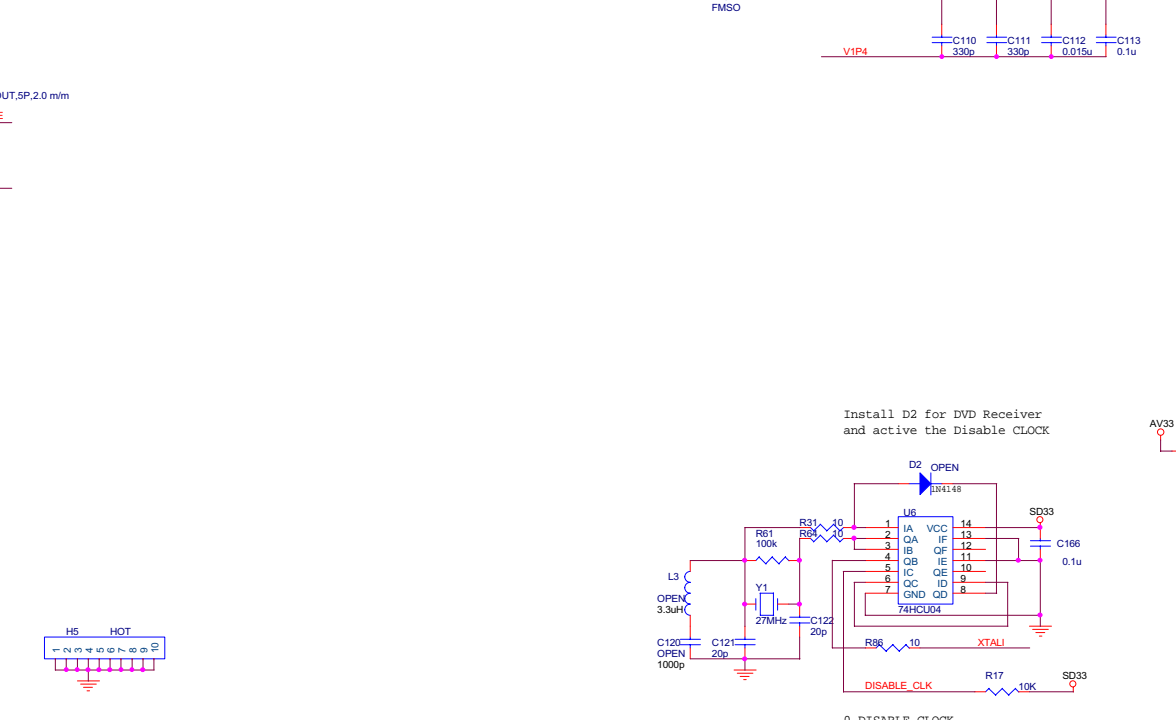 FMSO
C110
330p
C111
330p
C112
0.015u
C113
0.1u
V1P4
OUT,5P,2.0 m/m
E
Install D2 for DVD Receiver
and active the Disable CLOCK
AV33
D2 OPEN
1N4148
U6
SD33
R31 10
R64 10
R61
100k
1 IA VCC 14
2 QA IF 13
3 IB QF 12
4 QB IE 11
5 IC QE 10
6 QC ID 9
7 GND QD 8
74HCU04
C166
0.1u
L3
OPEN
3.3uH
Y1
27MHz
C122
20p
C120
OPEN
1000p
C121
20p
R86 10
XTALI
DISABLE_CLK
R17
10K
SD33
H5 HOT
1 2 3 4 5 6 7 8 9 10
0 DISABLE CLOCK